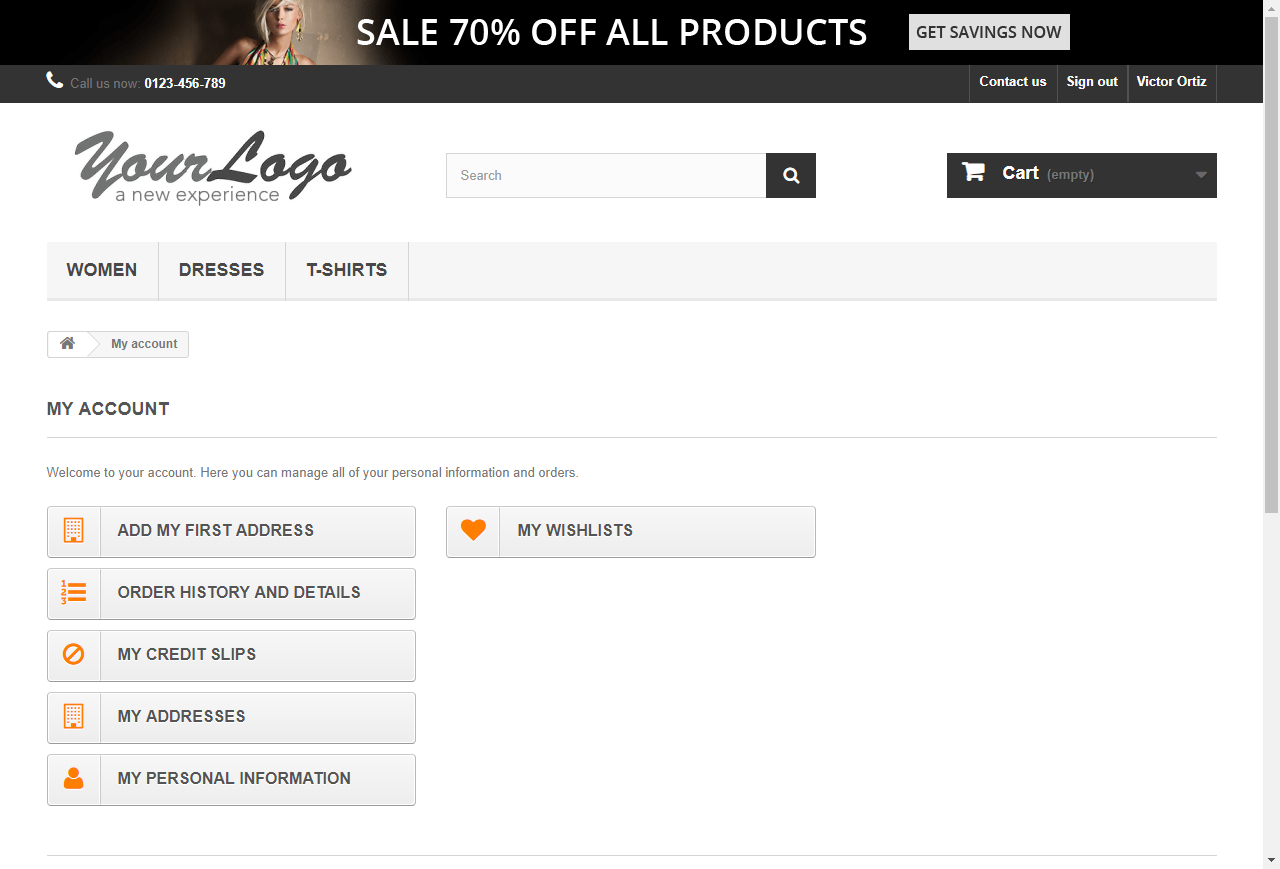 SALE 70% OFF ALL PRODUCTS GET SAVINGS NOW
Call us now: 0123-456-789 Contact us Sign out Victor Ortiz
YourLogo
a new experience
Search
Cart (empty)
WOMEN DRESSES T-SHIRTS
My account
MY ACCOUNT
Welcome to your account. Here you can manage all of your personal information and orders.
ADD MY FIRST ADDRESS
MY WISHLISTS
1 2 3 ORDER HISTORY AND DETAILS
MY CREDIT SLIPS
MY ADDRESSES
MY PERSONAL INFORMATION